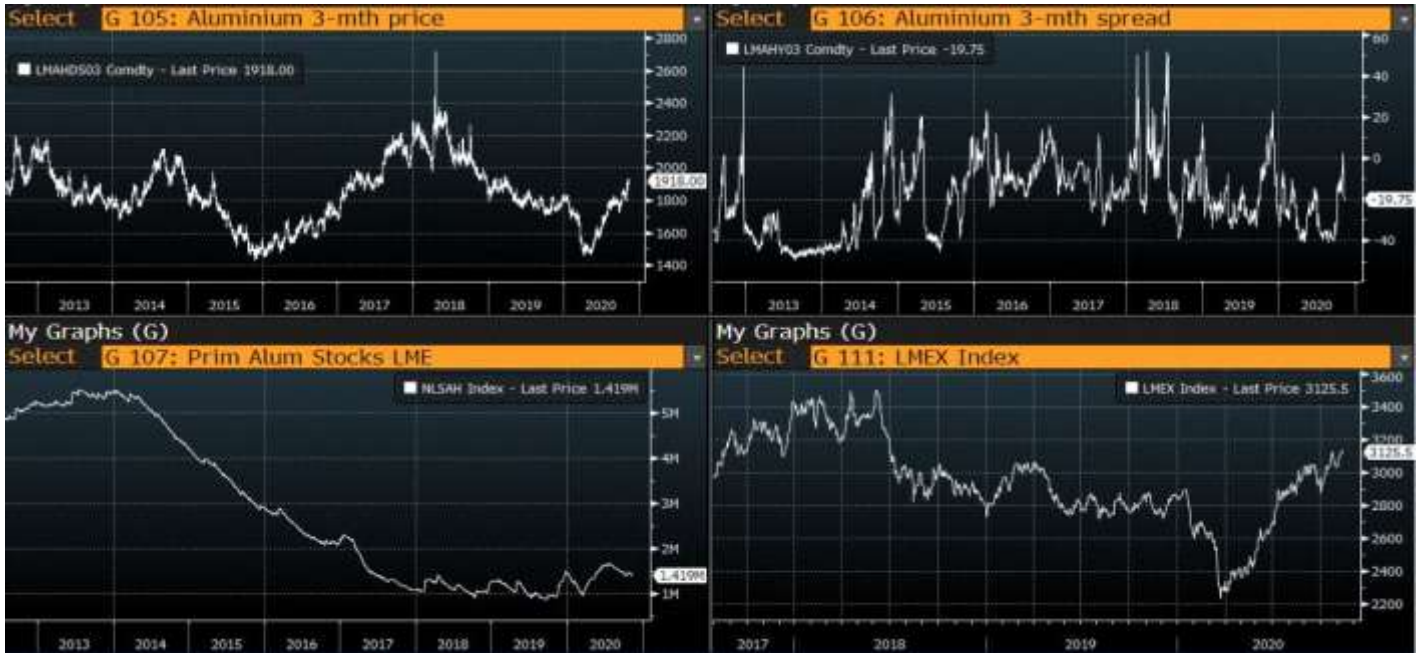 Select G 105: Aluminium 3-mth price
LMAHDS03 Comdty - Last Price 1918.00
2800
2600
2400
2200
2000
1918.00
1800
1600
1400
2013 2014 2015 2016 2017 2018 2019 2020
Select G 106: Aluminium 3-mth spread
LMAHY03 Comdty - Last Price -19.75
60
40
20
0
-19.75
-40
2013 2014 2015 2016 2017 2018 2019 2020
My Graphs (G)
Select G 107: Prim Alum Stocks LME
NLSAH Index - Last Price 1.419M
5M
4M
3M
2M
1.419M
1M
2013 2014 2015 2016 2017 2018 2019 2020
My Graphs (G)
Select G 111: LMEX Index
LMEX Index - Last Price 3125.5
3600
3400
3200
3125.5
3000
2800
2600
2400
2200
2017 2018 2019 2020